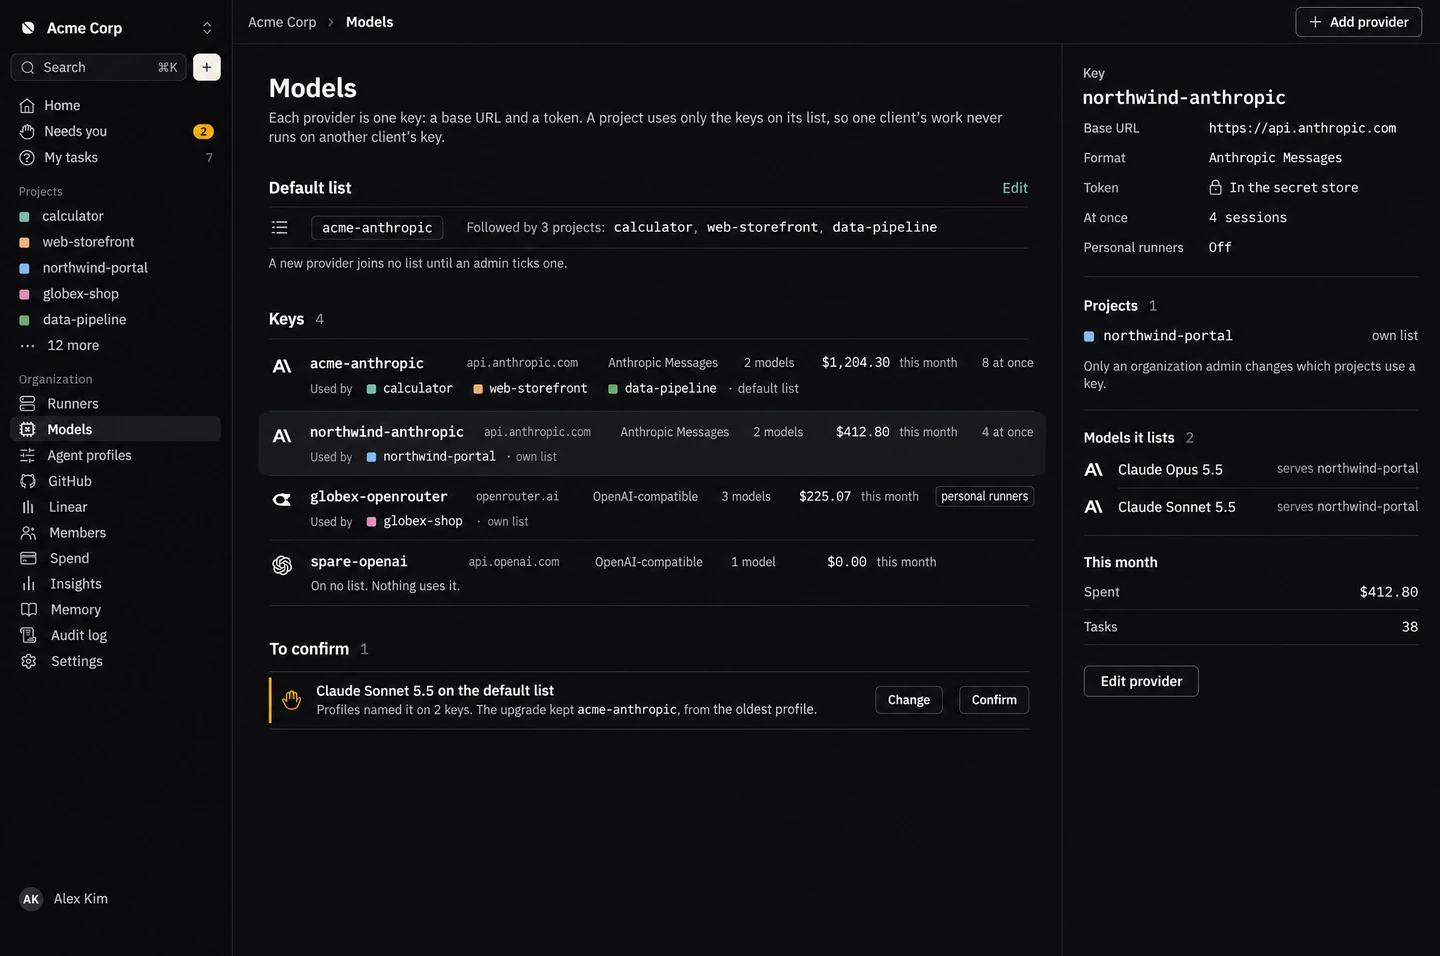 Acme Corp
Search ⌘K +
Home
Needs you 2
My tasks 7
Projects
calculator
web-storefront
northwind-portal
globex-shop
data-pipeline
12 more
Organization
Runners
Models
Agent profiles
GitHub
Linear
Members
Spend
Insights
Memory
Audit log
Settings
AK Alex Kim
Acme Corp > Models
+ Add provider
Models
Each provider is one key: a base URL and a token. A project uses only the keys on its list, so one client’s work never
runs on another client’s key.
Default list Edit
acme-anthropic Followed by 3 projects: calculator, web-storefront, data-pipeline
A new provider joins no list until an admin ticks one.
Keys 4
acme-anthropic api.anthropic.com Anthropic Messages 2 models $1,204.30 this month 8 at once
Used by calculator web-storefront data-pipeline · default list
northwind-anthropic api.anthropic.com Anthropic Messages 2 models $412.80 this month 4 at once
Used by northwind-portal · own list
globex-openrouter openrouter.ai OpenAI-compatible 3 models $225.07 this month personal runners
Used by globex-shop · own list
spare-openai api.openai.com OpenAI-compatible 1 model $0.00 this month
On no list. Nothing uses it.
To confirm 1
Claude Sonnet 5.5 on the default list
Profiles named it on 2 keys. The upgrade kept acme-anthropic, from the oldest profile.
Change Confirm
Key
northwind-anthropic
Base URL https://api.anthropic.com
Format Anthropic Messages
Token In the secret store
At once 4 sessions
Personal runners Off
Projects 1
northwind-portal own list
Only an organization admin changes which projects use a
key.
Models it lists 2
Claude Opus 5.5 serves northwind-portal
Claude Sonnet 5.5 serves northwind-portal
This month
Spent $412.80
Tasks 38
Edit provider